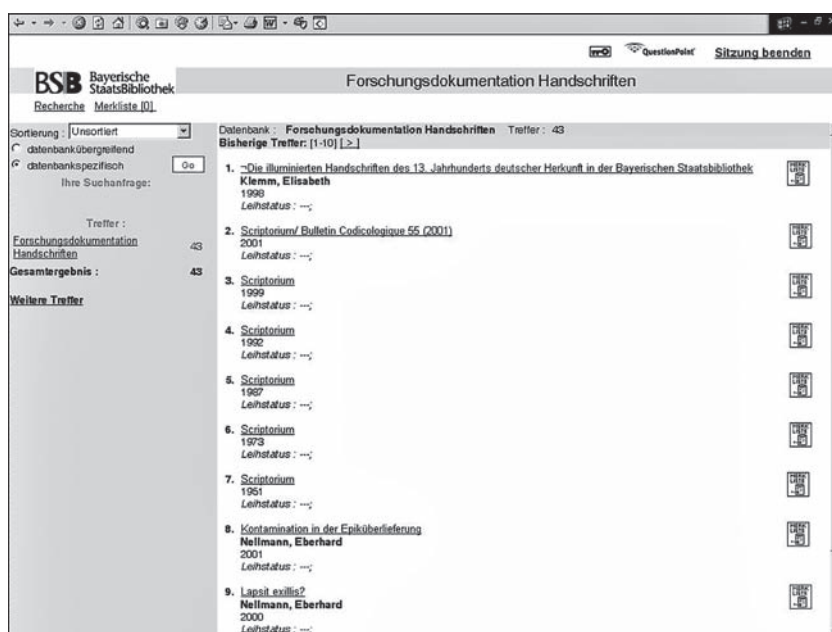 QuestionPoint Sitzung beenden
BSB Bayerische StaatsBibliothek
Forschungsdokumentation Handschriften
Recherche Merkliste [0]
Sortierung : Unsortiert
datenbankübergreifend
datenbankspezifisch Go
Ihre Suchanfrage:
Treffer :
Forschungsdokumentation Handschriften 43
Gesamtergebnis : 43
Weitere Treffer
Datenbank : Forschungsdokumentation Handschriften Treffer : 43
Bisherige Treffer: [1-10] [ > ]
1. ¬Die illuminierten Handschriften des 13. Jahrhunderts deutscher Herkunft in der Bayerischen Staatsbibliothek
Klemm, Elisabeth
1998
Leihstatus : ---;
2. Scriptorium/ Bulletin Codicologique 55 (2001)
2001
Leihstatus : ---;
3. Scriptorium
1999
Leihstatus : ---;
4. Scriptorium
1992
Leihstatus : ---;
5. Scriptorium
1987
Leihstatus : ---;
6. Scriptorium
1973
Leihstatus : ---;
7. Scriptorium
1951
Leihstatus : ---;
8. Kontamination in der Epiküberlieferung
Nellmann, Eberhard
2001
Leihstatus : ---;
9. Lapsit exillis?
Nellmann, Eberhard
2000
Leihstatus : ---;